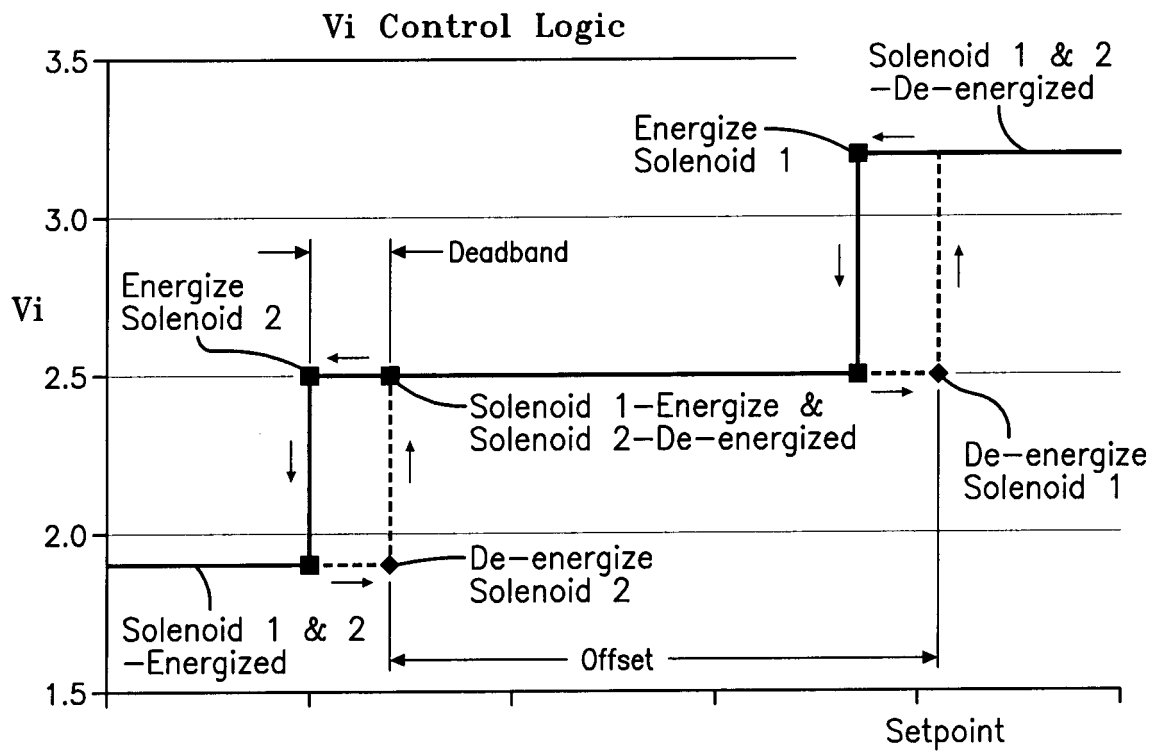 Vi Control Logic
3.5
3.0
2.5
2.0
1.5
Vi
Solenoid 1 & 2
-De-energized
Energize
Solenoid 1
Deadband
Energize
Solenoid 2
Solenoid 1-Energize &
Solenoid 2-De-energized
De-energize
Solenoid 1
De-energize
Solenoid 2
Solenoid 1 & 2
-Energized
Offset
Setpoint